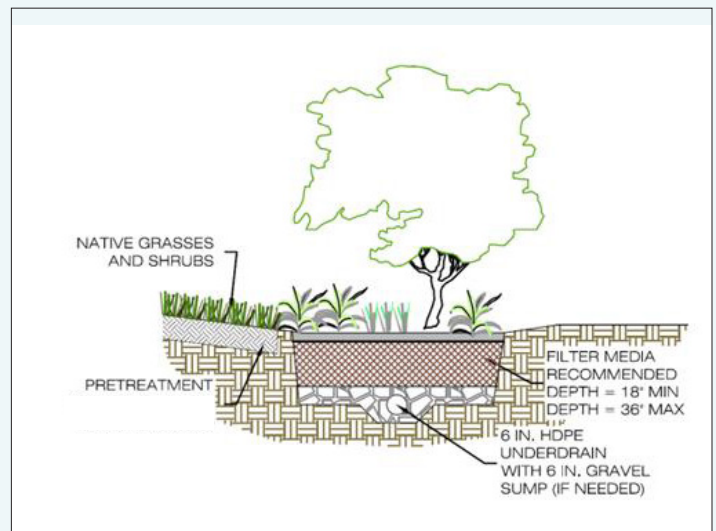 NATIVE GRASSES
AND SHRUBS
PRETREATMENT
FILTER MEDIA
RECOMMENDED
DEPTH = 18" MIN
DEPTH = 36" MAX
6 IN. HDPE
UNDERDRAIN
WITH 6 IN. GRAVEL
SUMP (IF NEEDED)